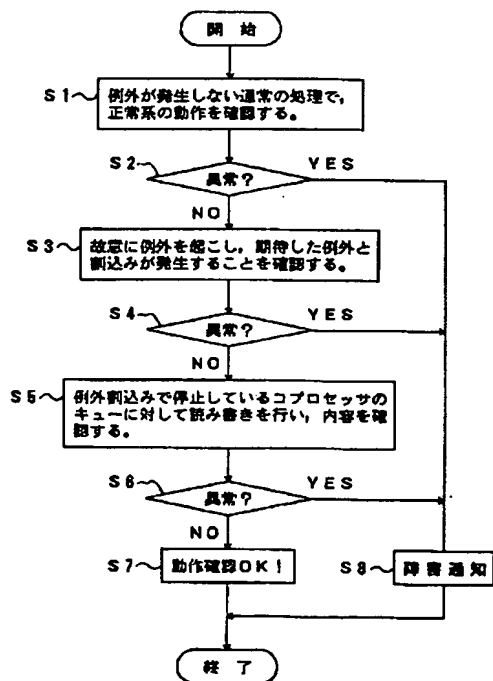 開始
S1
例外が発生しない通常の処理で,
正常系の動作を確認する。
S2
異常?
YES
NO
S3
故意に例外を起こし,期待した例外と
割込みが発生することを確認する。
S4
異常?
YES
NO
S5
例外割込みで停止しているコプロセッサの
キューに対して読み書きを行い,内容を確
認する。
S6
異常?
YES
NO
S7
動作確認OK!
S8
障害通知
終了